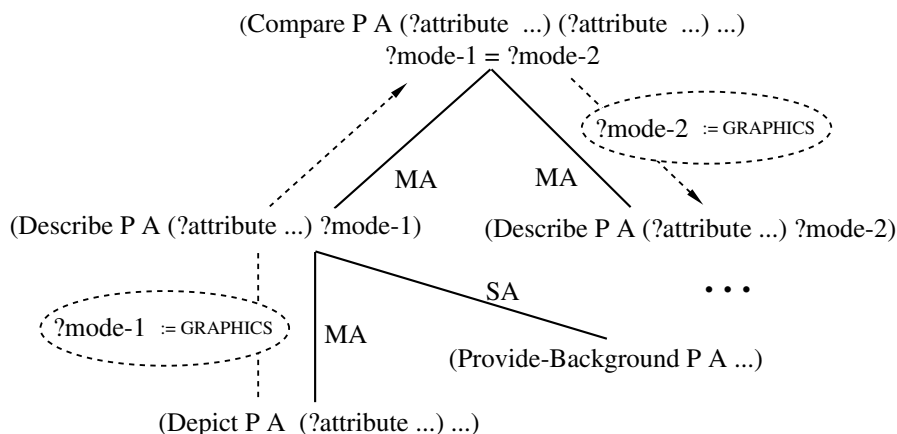 (Compare P A (?attribute ...) (?attribute ...) ...)
?mode-1 = ?mode-2
?mode-2 := GRAPHICS
MA MA
(Describe P A (?attribute ...) ?mode-1) (Describe P A (?attribute ...) ?mode-2)
SA
?mode-1 := GRAPHICS MA
(Provide-Background P A ...)
(Depict P A (?attribute ...) ...)